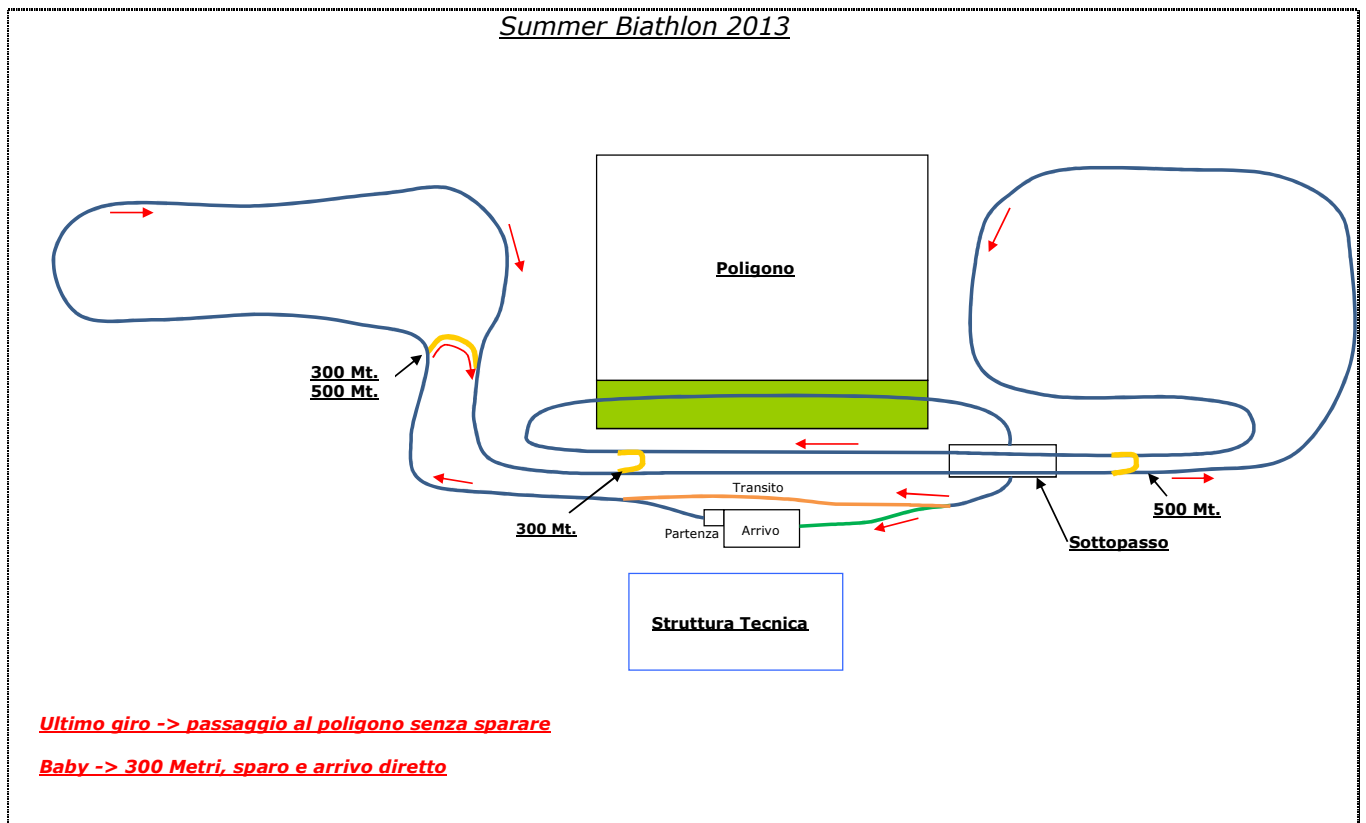 Summer Biathlon 2013
Poligono
300 Mt.
500 Mt.
Transito
300 Mt.
Partenza
Arrivo
500 Mt.
Sottopasso
Struttura Tecnica
Ultimo giro -> passaggio al poligono senza sparare
Baby -> 300 Metri, sparo e arrivo diretto